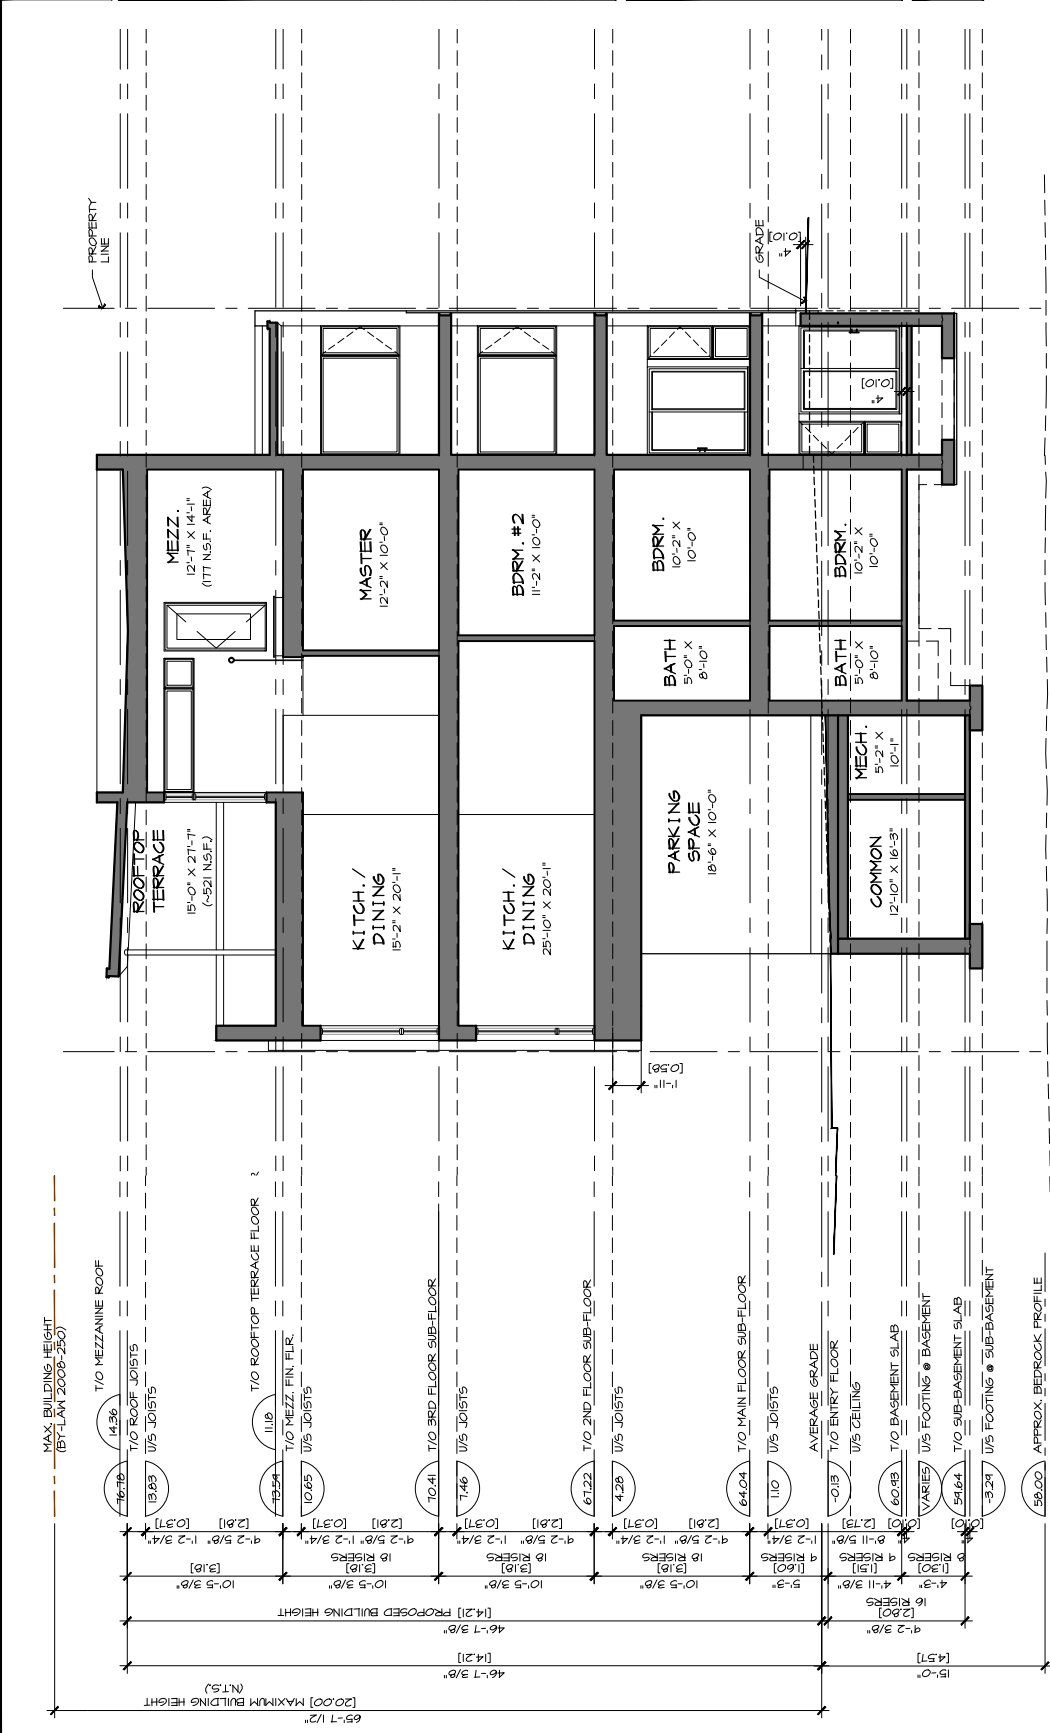 PROPERTY
LINE
GRADE
4"
[0.10]
4"
[0.10]
MEZZ.
12'-7" X 14'-1"
(177 N.S.F. AREA)
MASTER
12'-2" X 10'-0"
BDRM. #2
11'-2" X 10'-0"
BDRM.
10'-2" X
10'-0"
BDRM.
10'-2" X
10'-0"
BATH
5'-0" X
8'-10"
BATH
5'-0" X
8'-10"
MECH.
5'-2" X
10'-1"
ROOFTOP
TERRACE
15'-0" X 27'-7"
(~521 N.S.F.)
KITCH. /
DINING
15'-2" X 20'-1"
KITCH. /
DINING
25'-10" X 20'-1"
PARKING
SPACE
18'-6" X 10'-0"
COMMON
12'-10" X 16'-3"
1'-11"
[0.58]
MAX. BUILDING HEIGHT
(BY-LAW 2008-250)
T/O MEZZANINE ROOF
14.36
T/O ROOF JOISTS
76.78
U/S JOISTS
13.83
T/O ROOFTOP TERRACE FLOOR
11.18
T/O MEZZ. FIN. FLR.
73.59
U/S JOISTS
10.65
T/O 3RD FLOOR SUB-FLOOR
70.41
U/S JOISTS
7.46
T/O 2ND FLOOR SUB-FLOOR
67.22
U/S JOISTS
4.28
T/O MAIN FLOOR SUB-FLOOR
64.04
U/S JOISTS
1.10
AVERAGE GRADE
T/O ENTRY FLOOR
-0.13
U/S CEILING
T/O BASEMENT SLAB
60.93
U/S FOOTING @ BASEMENT
VARIES
T/O SUB-BASEMENT SLAB
59.64
U/S FOOTING @ SUB-BASEMENT
-3.29
APPROX. BEDROCK PROFILE
58.00
[0.37]
1'-2 3/4"
[2.81]
9'-2 5/8"
[0.37]
1'-2 3/4"
[2.81]
9'-2 5/8"
[0.37]
1'-2 3/4"
[2.81]
9'-2 5/8"
[0.37]
1'-2 3/4"
[2.81]
9'-2 5/8"
[0.37]
1'-2 3/4"
[2.73]
8'-11 5/8"
[0.10]
4"
[0.10]
4"
10'-5 3/8"
[3.18]
10'-5 3/8"
[3.18]
18 RISERS
10'-5 3/8"
[3.18]
18 RISERS
10'-5 3/8"
[3.18]
18 RISERS
5'-3"
[1.60]
9 RISERS
4'-11 3/8"
[1.51]
9 RISERS
4'-3"
[1.30]
8 RISERS
46'-7 3/8"
[14.21] PROPOSED BUILDING HEIGHT
9'-2 3/8"
[2.80]
16 RISERS
46'-7 3/8"
[14.21]
15'-0"
[4.57]
65'-7 1/2"
[20.00] MAXIMUM BUILDING HEIGHT
(N.T.S.)